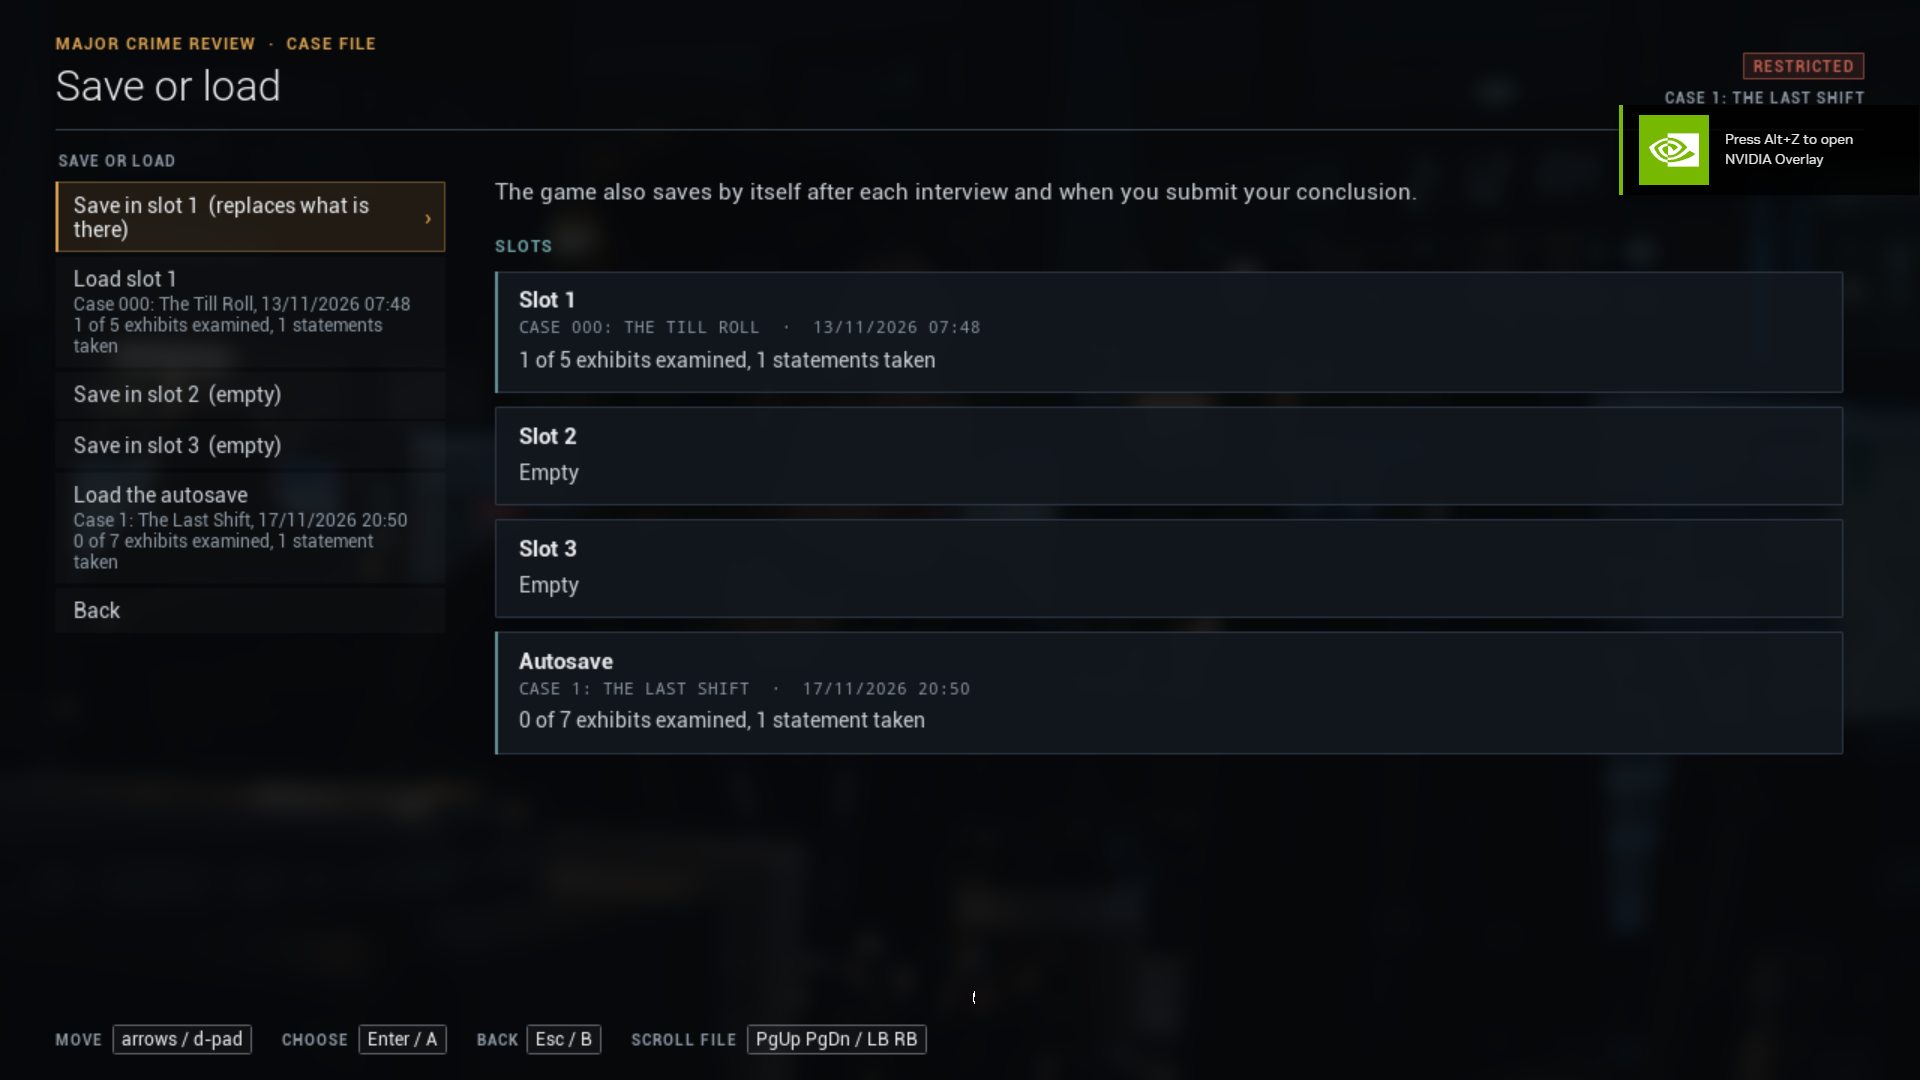 MAJOR CRIME REVIEW · CASE FILE
Save or load
RESTRICTED
CASE 1: THE LAST SHIFT
Press Alt+Z to open
NVIDIA Overlay
SAVE OR LOAD
Save in slot 1 (replaces what is
there)
›
Load slot 1
Case 000: The Till Roll, 13/11/2026 07:48
1 of 5 exhibits examined, 1 statements
taken
Save in slot 2 (empty)
Save in slot 3 (empty)
Load the autosave
Case 1: The Last Shift, 17/11/2026 20:50
0 of 7 exhibits examined, 1 statement
taken
Back
The game also saves by itself after each interview and when you submit your conclusion.
SLOTS
Slot 1
CASE 000: THE TILL ROLL · 13/11/2026 07:48
1 of 5 exhibits examined, 1 statements taken
Slot 2
Empty
Slot 3
Empty
Autosave
CASE 1: THE LAST SHIFT · 17/11/2026 20:50
0 of 7 exhibits examined, 1 statement taken
MOVE arrows / d-pad CHOOSE Enter / A BACK Esc / B SCROLL FILE PgUp PgDn / LB RB